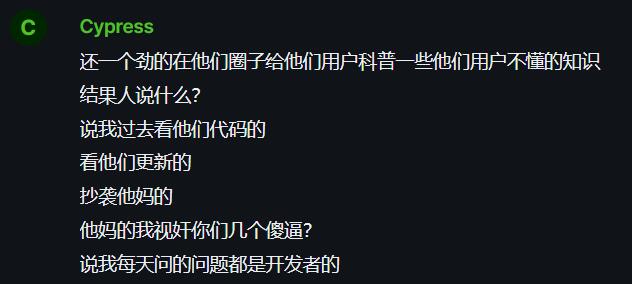 C
Cypress
还一个劲的在他们圈子给他们用户科普一些他们用户不懂的知识
结果人说什么?
说我过去看他们代码的
看他们更新的
抄袭他妈的
他妈的我视奸你们几个傻逼?
说我每天问的问题都是开发者的